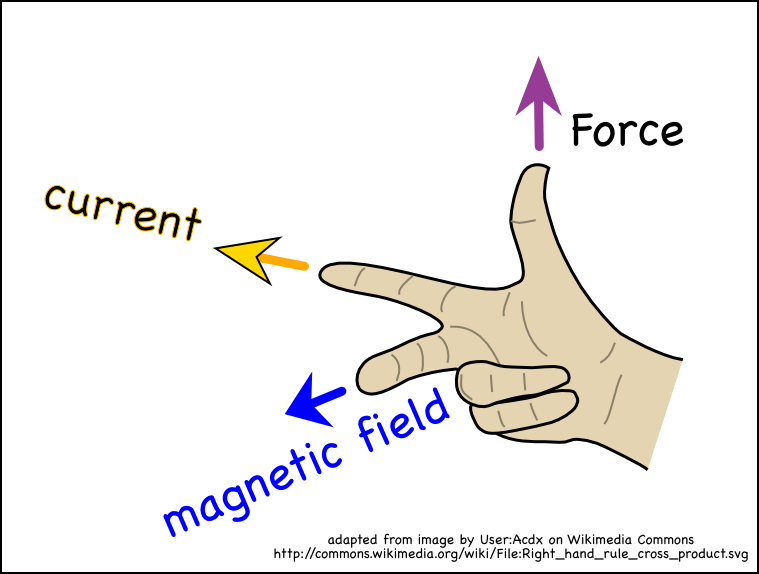 Force
current
magnetic field
adapted from image by User:Acdx on Wikimedia Commons
http://commons.wikimedia.org/wiki/File:Right_hand_rule_cross_product.svg